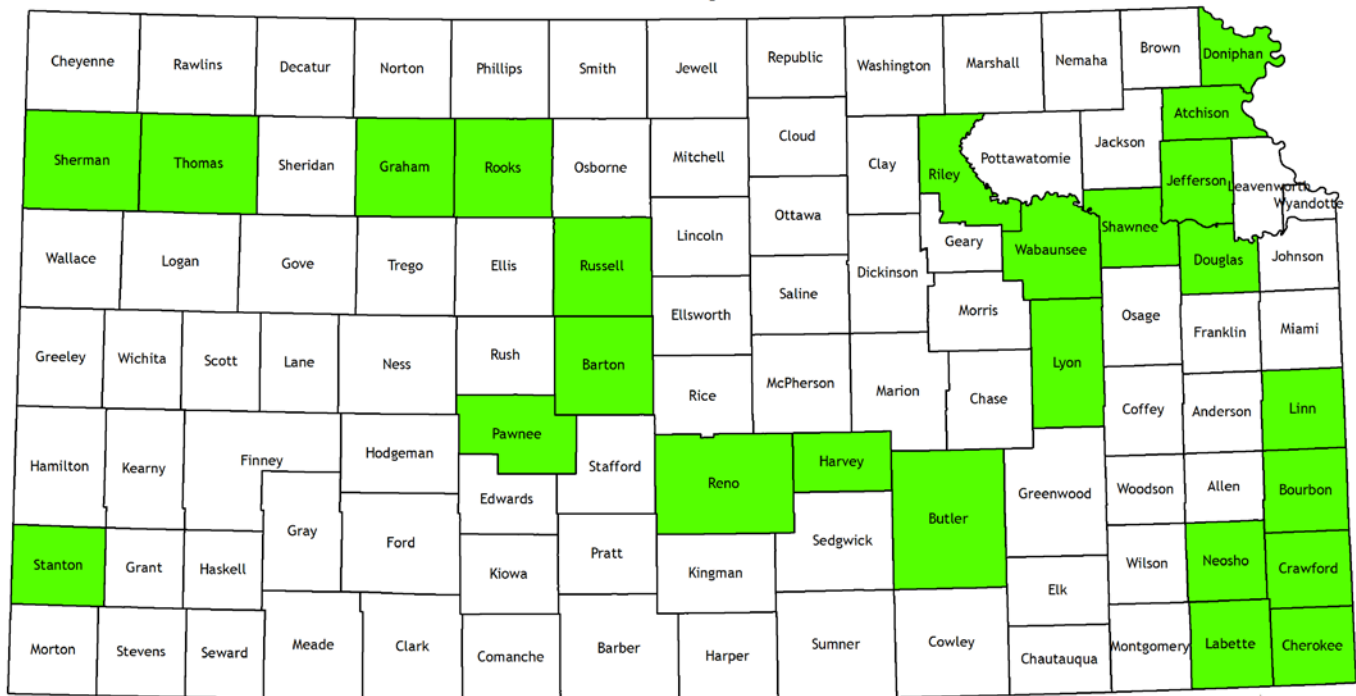 Cheyenne
Rawlins
Decatur
Norton
Phillips
Smith
Jewell
Republic
Washington
Marshall
Nemaha
Brown
Doniphan
Sherman
Thomas
Sheridan
Graham
Rooks
Osborne
Mitchell
Cloud
Clay
Riley
Pottawatomie
Jackson
Atchison
Jefferson
Leavenworth
Wyandotte
Wallace
Logan
Gove
Trego
Ellis
Russell
Lincoln
Ottawa
Saline
Dickinson
Geary
Wabaunsee
Shawnee
Douglas
Johnson
Greeley
Wichita
Scott
Lane
Ness
Rush
Barton
Ellsworth
Rice
McPherson
Marion
Morris
Chase
Lyon
Osage
Franklin
Miami
Hamilton
Kearny
Finney
Hodgeman
Pawnee
Edwards
Stafford
Reno
Harvey
Sedgwick
Butler
Greenwood
Coffey
Anderson
Linn
Woodson
Allen
Bourbon
Stanton
Grant
Haskell
Gray
Ford
Kiowa
Pratt
Kingman
Elk
Wilson
Neosho
Crawford
Morton
Stevens
Seward
Meade
Clark
Comanche
Barber
Harper
Sumner
Cowley
Chautauqua
Montgomery
Labette
Cherokee